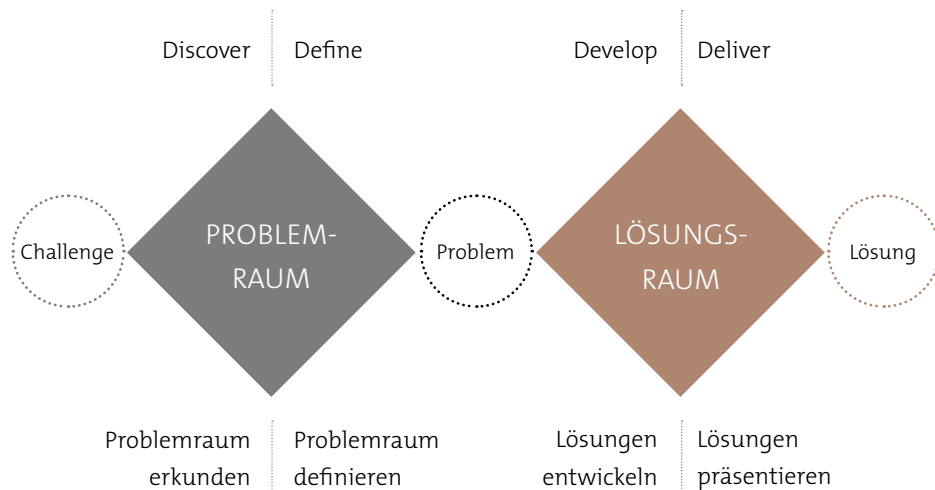 Discover
Define
Develop
Deliver
Challenge
PROBLEM-
RAUM
Problem
LÖSUNGS-
RAUM
Lösung
Problemraum
erkunden
Problemraum
definieren
Lösungen
entwickeln
Lösungen
präsentieren